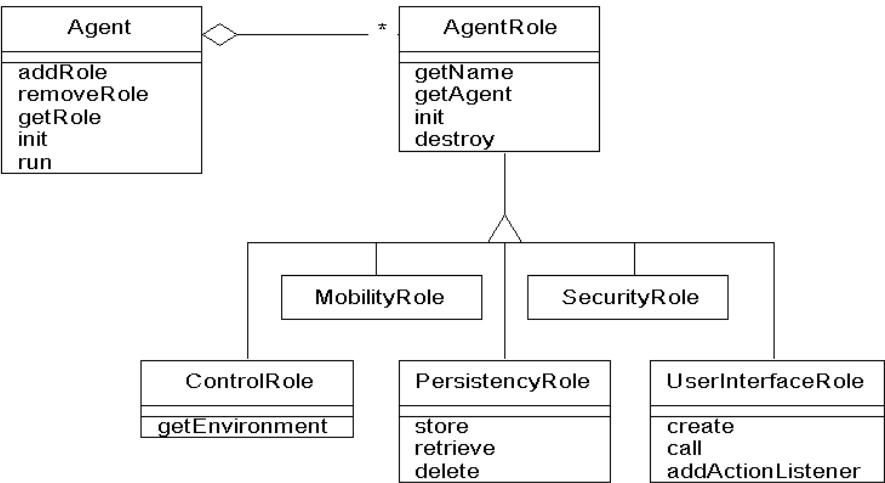 Agent
addRole
removeRole
getRole
init
run
*
AgentRole
getName
getAgent
init
destroy
MobilityRole
SecurityRole
ControlRole
getEnvironment
PersistencyRole
store
retrieve
delete
UserInterfaceRole
create
call
addActionListener